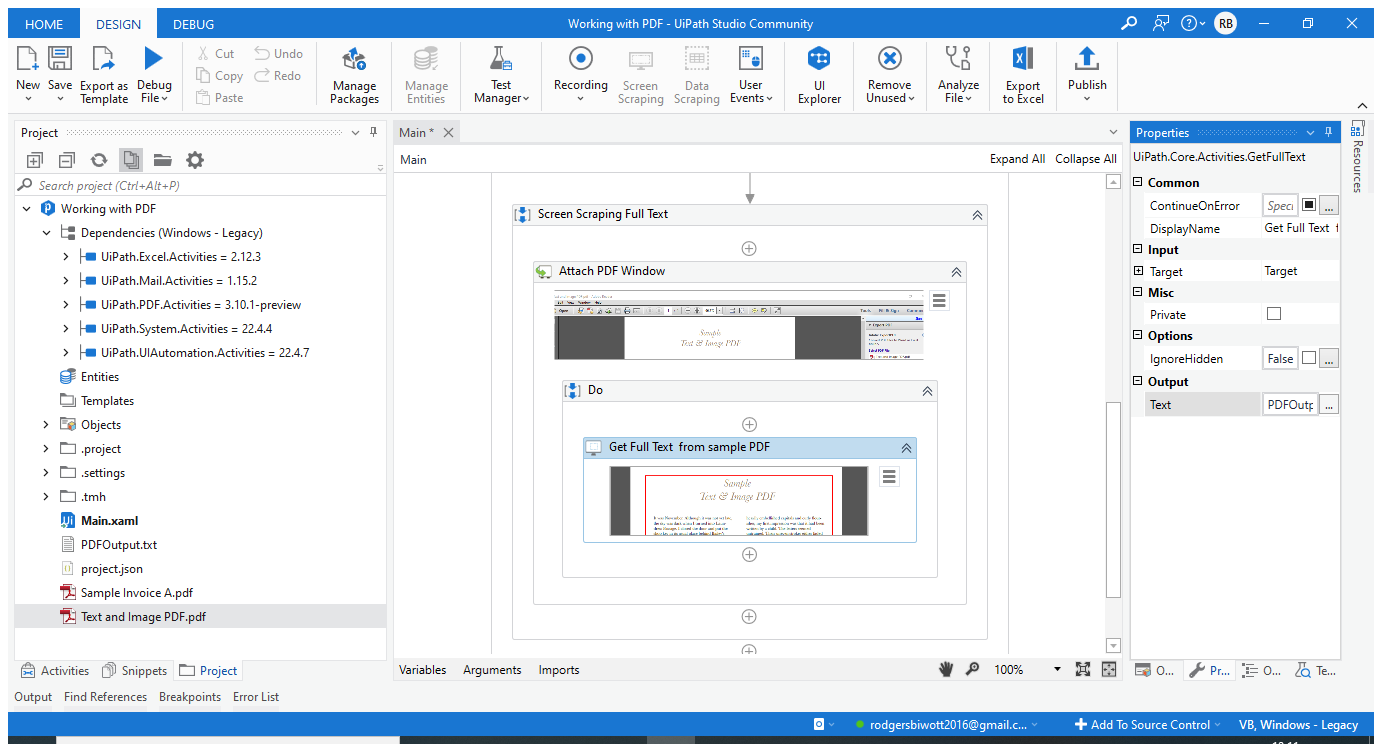 HOME DESIGN DEBUG Working with PDF - UiPath Studio Community RB
New Save Export as Template Debug File Cut Copy Paste Undo Redo Manage Packages Manage Entities Test Manager Recording Screen Scraping Data Scraping User Events UI Explorer Remove Unused Analyze File Export to Excel Publish
Project
Search project (Ctrl+Alt+P)
Working with PDF
Dependencies (Windows - Legacy)
UiPath.Excel.Activities = 2.12.3
UiPath.Mail.Activities = 1.15.2
UiPath.PDF.Activities = 3.10.1-preview
UiPath.System.Activities = 22.4.4
UiPath.UIAutomation.Activities = 22.4.7
Entities
Templates
Objects
.project
.settings
.tmh
Main.xaml
PDFOutput.txt
project.json
Sample Invoice A.pdf
Text and Image PDF.pdf
Activities Snippets Project
Main *
Main Expand All Collapse All
Screen Scraping Full Text
Attach PDF Window
Sample
Text & Image PDF
Do
Get Full Text from sample PDF
Sample
Text & Image PDF
Variables Arguments Imports 100%
Properties
UiPath.Core.Activities.GetFullText
Common
ContinueOnError Speci ...
DisplayName Get Full Text f
Input
Target Target
Misc
Private
Options
IgnoreHidden False ...
Output
Text PDFOutp ...
O... Pr... O... Te...
Resources
Output Find References Breakpoints Error List
rodgersbiwott2016@gmail.c... Add To Source Control VB, Windows - Legacy